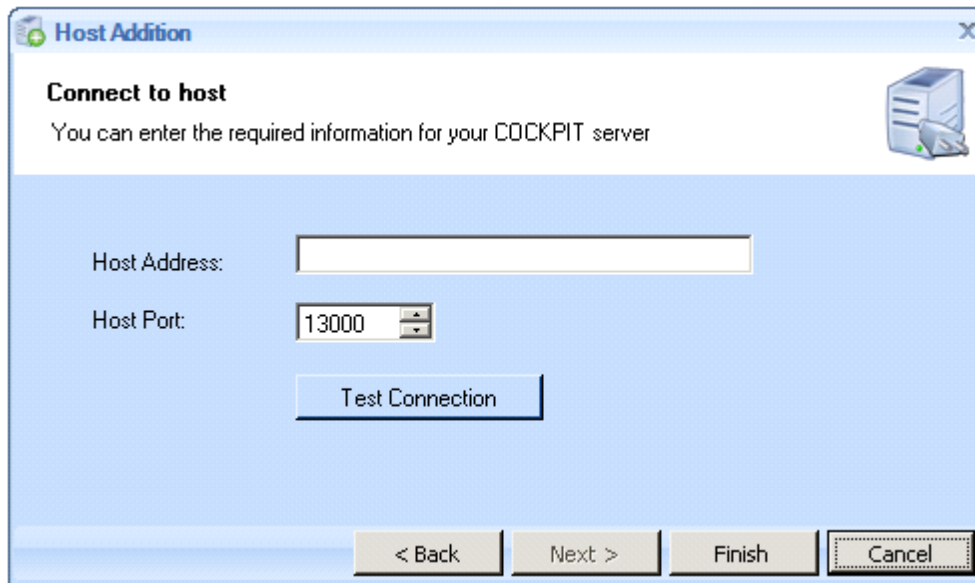 Host Addition
Connect to host
You can enter the required information for your COCKPIT server
Host Address:
Host Port:
13000
Test Connection
< Back
Next >
Finish
Cancel